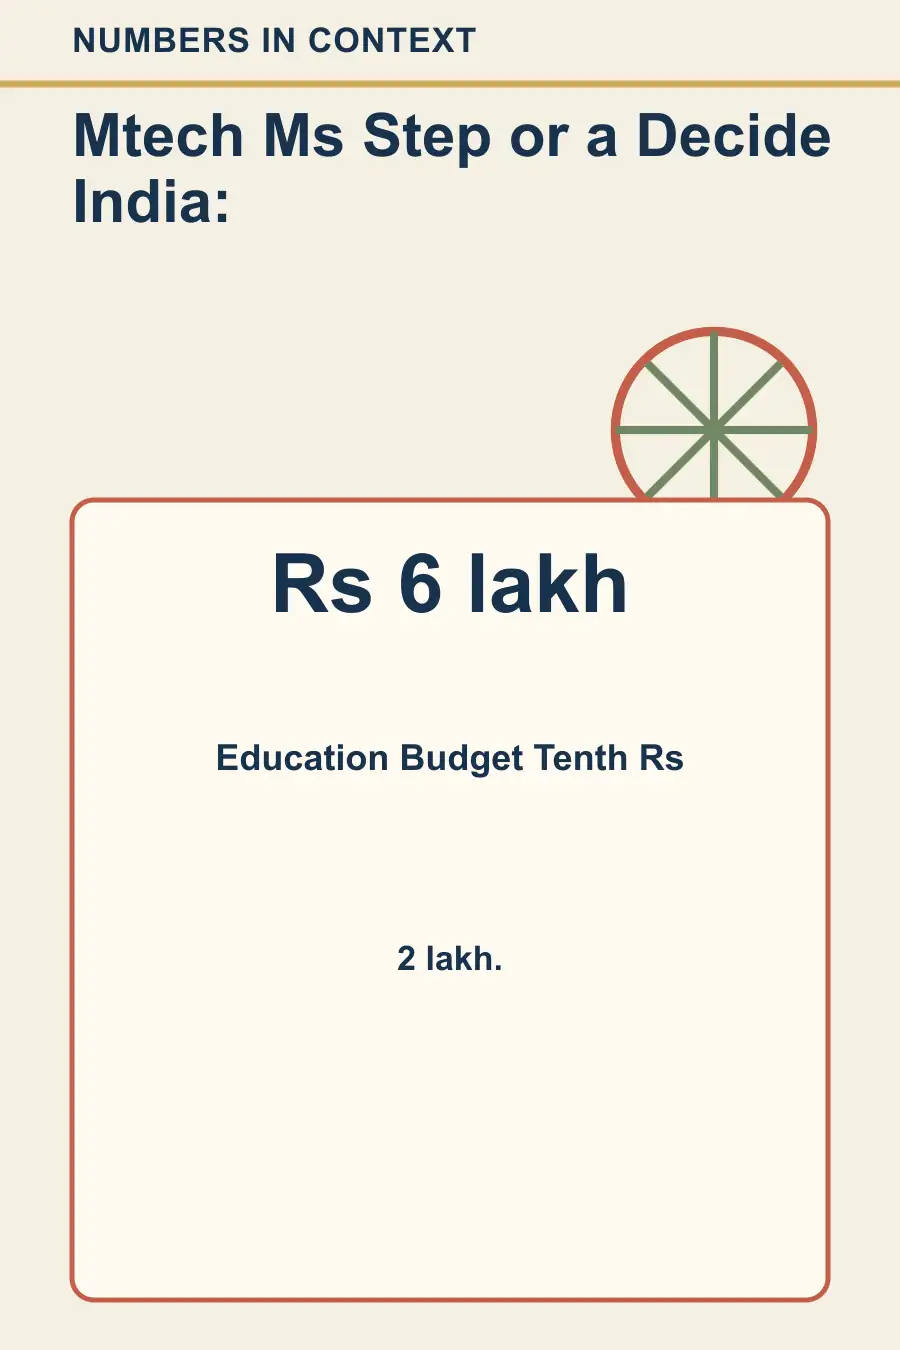 NUMBERS IN CONTEXT
Mtech Ms Step or a Decide
India:
Rs 6 lakh
Education Budget Tenth Rs
2 lakh.